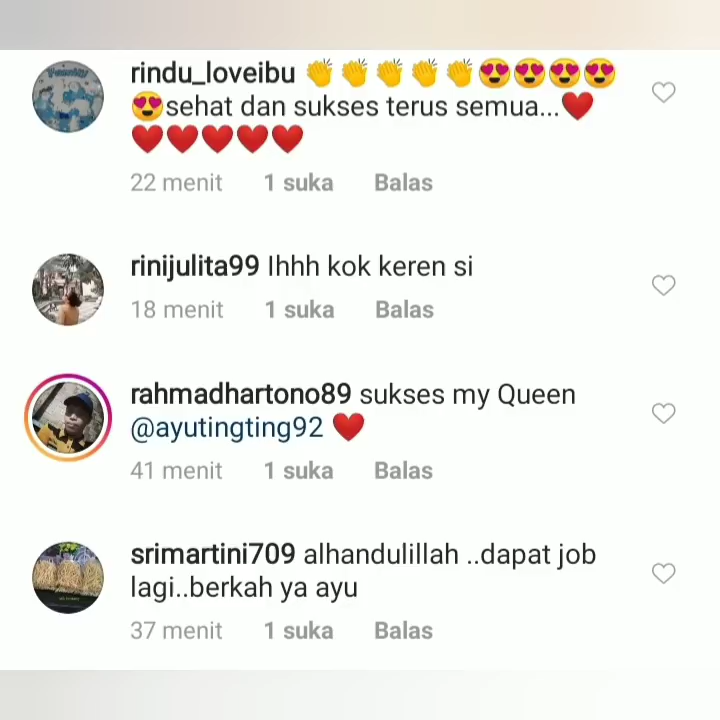 rindu_loveibu 👏👏👏👏👏😍😍😍😍
😍sehat dan sukses terus semua...❤️
❤️❤️❤️❤️❤️
22 menit 1 suka Balas
rinijulita99 Ihhh kok keren si
18 menit 1 suka Balas
rahmadhartono89 sukses my Queen
@ayutingting92 ❤️
41 menit 1 suka Balas
srimartini709 alhandulillah ..dapat job
lagi..berkah ya ayu
37 menit 1 suka Balas